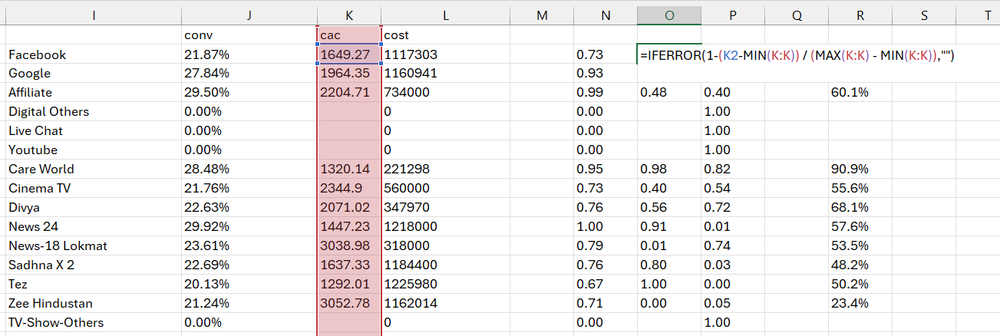 I J K L M N O P Q R S T
conv cac cost
Facebook 21.87% 1649.27 1117303 0.73 =IFERROR(1-(K2-MIN(K:K)) / (MAX(K:K) - MIN(K:K)),"")
Google 27.84% 1964.35 1160941 0.93
Affiliate 29.50% 2204.71 734000 0.99 0.48 0.40 60.1%
Digital Others 0.00% 0 0.00 1.00
Live Chat 0.00% 0 0.00 1.00
Youtube 0.00% 0 0.00 1.00
Care World 28.48% 1320.14 221298 0.95 0.98 0.82 90.9%
Cinema TV 21.76% 2344.9 560000 0.73 0.40 0.54 55.6%
Divya 22.63% 2071.02 347970 0.76 0.56 0.72 68.1%
News 24 29.92% 1447.23 1218000 1.00 0.91 0.01 57.6%
News-18 Lokmat 23.61% 3038.98 318000 0.79 0.01 0.74 53.5%
Sadhna X 2 22.69% 1637.33 1184400 0.76 0.80 0.03 48.2%
Tez 20.13% 1292.01 1225980 0.67 1.00 0.00 50.2%
Zee Hindustan 21.24% 3052.78 1162014 0.71 0.00 0.05 23.4%
TV-Show-Others 0.00% 0 0.00 1.00